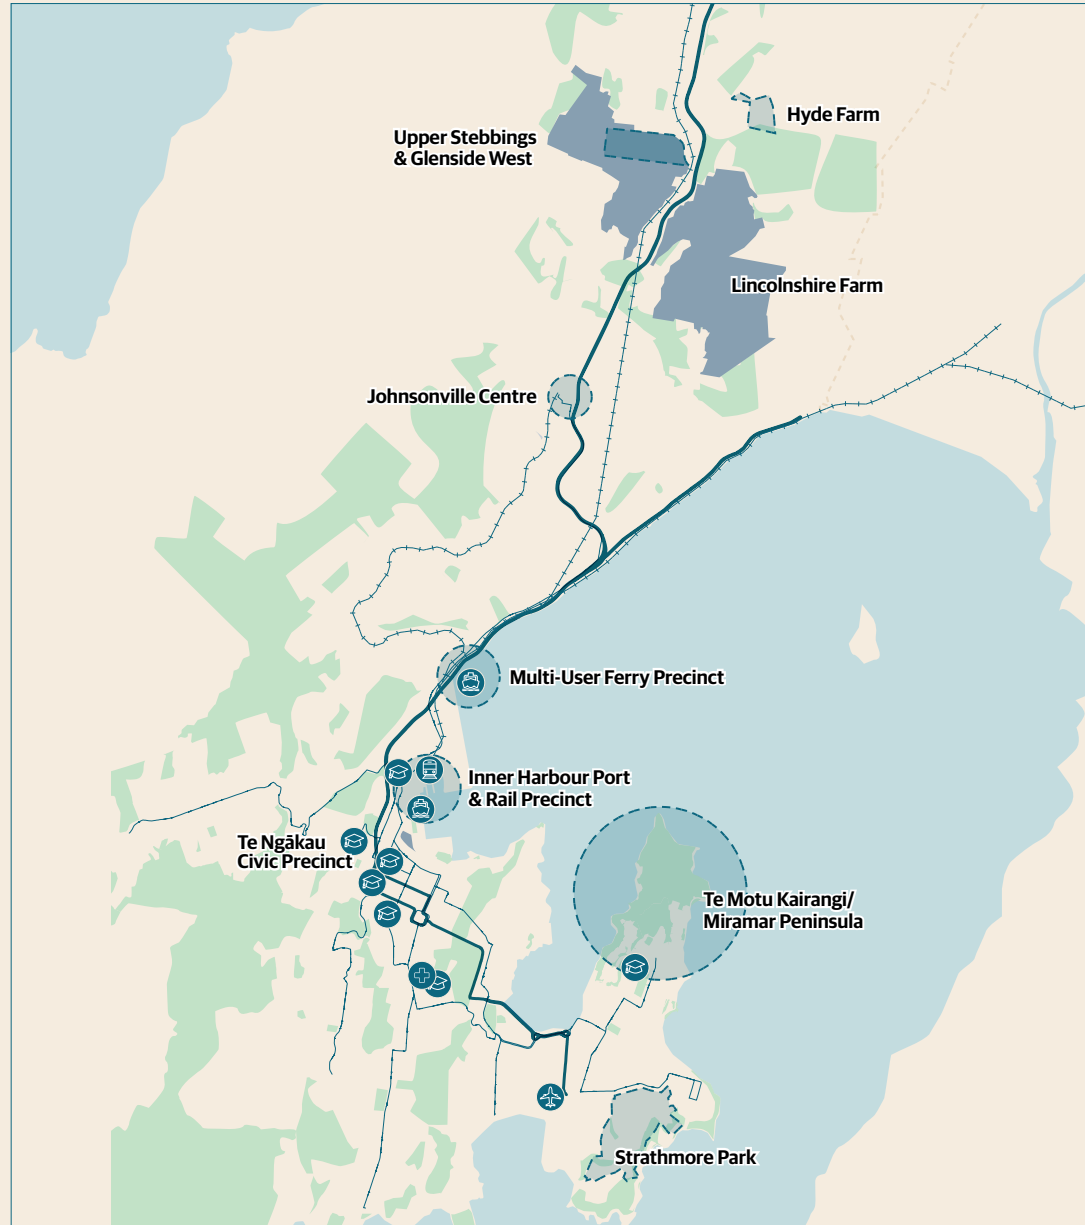 Hyde Farm
Upper Stebbings
& Glenside West
Lincolnshire Farm
Johnsonville Centre
Multi-User Ferry Precinct
Inner Harbour Port
& Rail Precinct
Te Ngākau
Civic Precinct
Te Motu Kairangi/
Miramar Peninsula
Strathmore Park